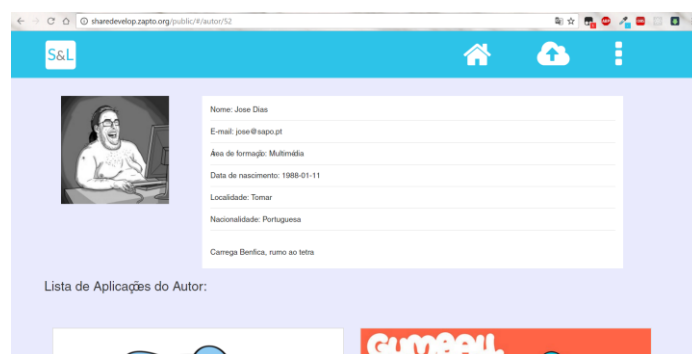 sharedevelop.zapto.org/public/#/autor/52
S&L
Nome: Jose Dias
E-mail: jose@sapo.pt
Área de formação: Multimédia
Data de nascimento: 1988-01-11
Localidade: Tomar
Nacionalidade: Portuguesa
Carrega Benfica, rumo ao tetra
Lista de Aplicações do Autor:
GUMBALL